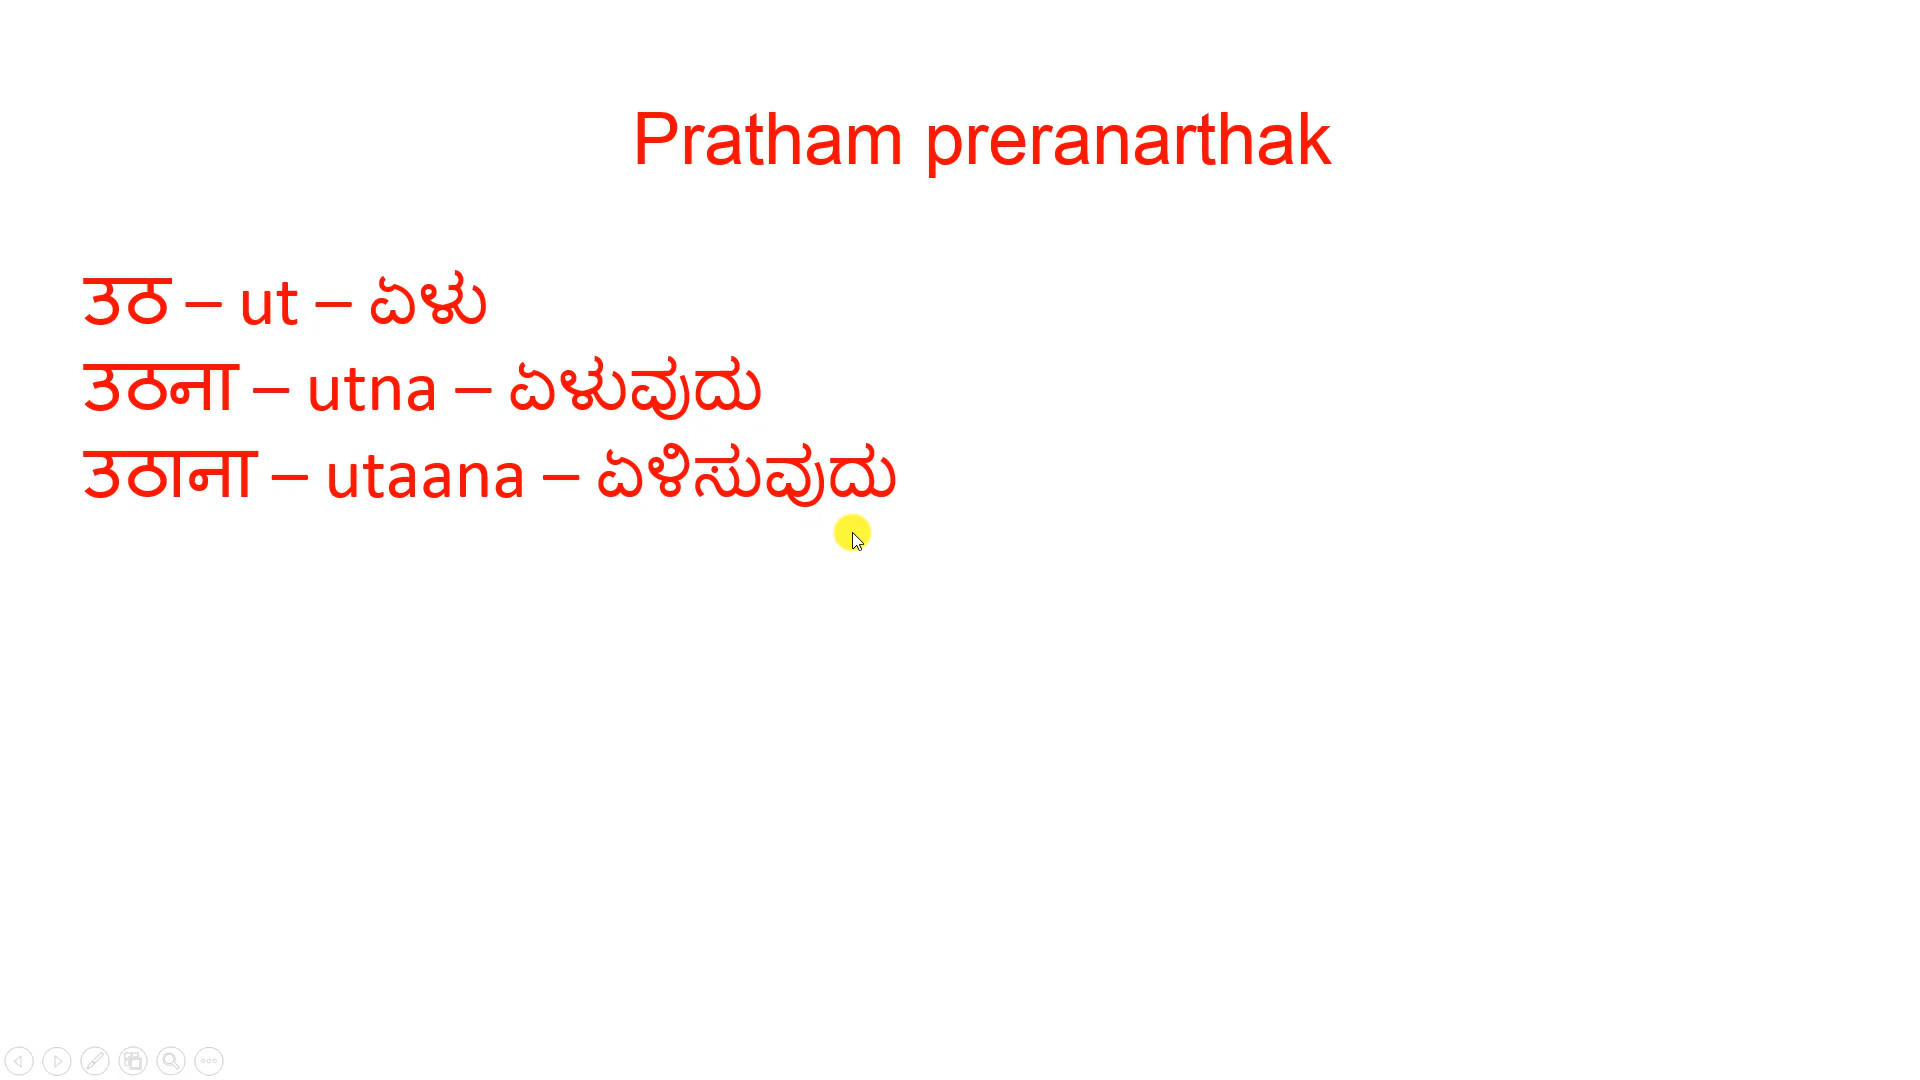 Pratham preranarthak
उठ – ut – ಏಳು
उठना – utna – ಏಳುವುದು
उठाना – utaana – ಏಳಿಸುವುದು